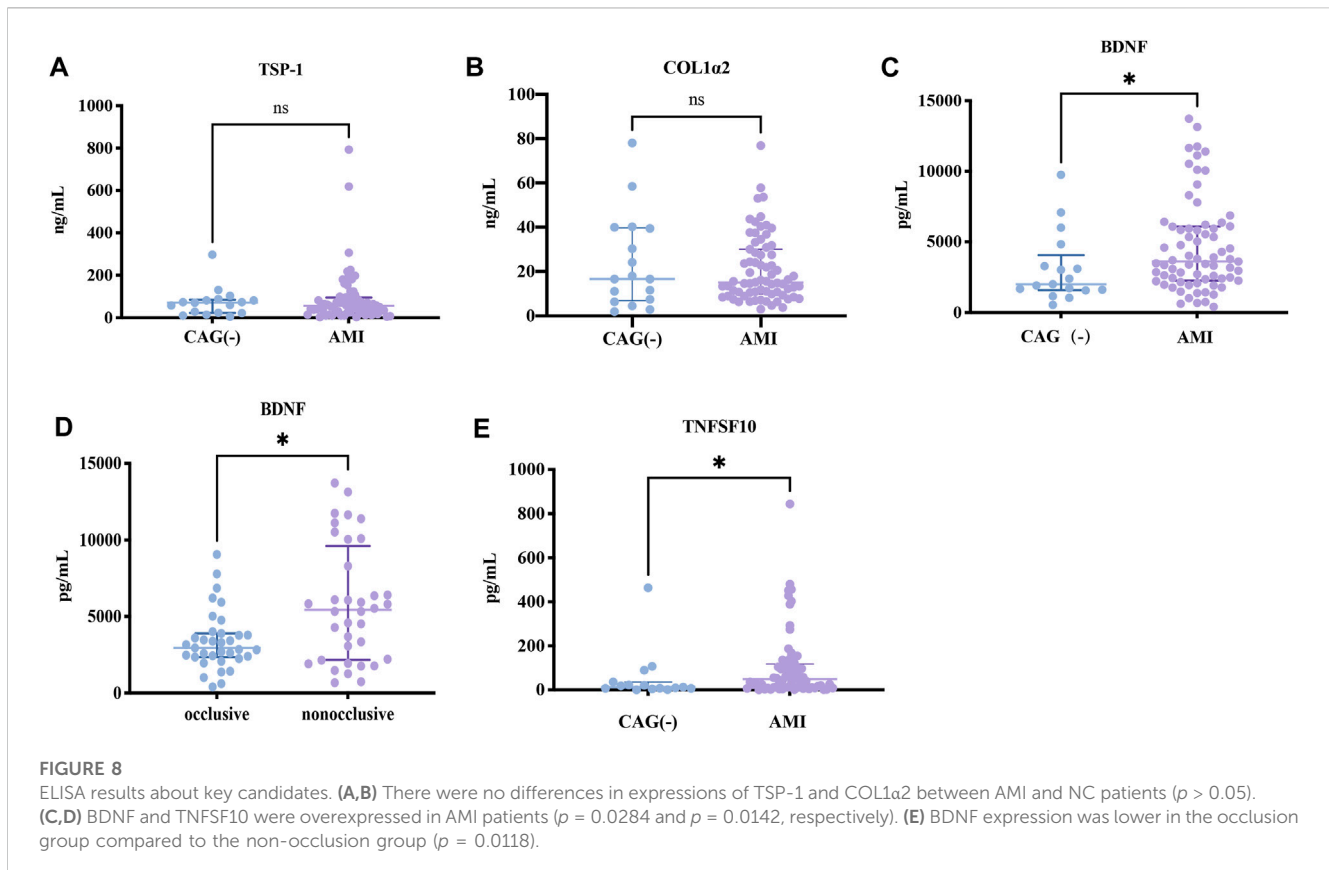 A
TSP-1
ns
1000
800
600
400
200
0
ng/mL
CAG(-)
AMI
B
COL1α2
ns
100
80
60
40
20
0
ng/mL
CAG(-)
AMI
C
BDNF
*
15000
10000
5000
0
pg/mL
CAG（-）
AMI
D
BDNF
*
15000
10000
5000
0
pg/mL
occlusive
nonocclusive
E
TNFSF10
*
1000
800
600
400
200
0
pg/mL
CAG(-)
AMI
FIGURE 8
ELISA results about key candidates. (A,B) There were no differences in expressions of TSP-1 and COL1α2 between AMI and NC patients (p > 0.05).
(C,D) BDNF and TNFSF10 were overexpressed in AMI patients (p = 0.0284 and p = 0.0142, respectively). (E) BDNF expression was lower in the occlusion
group compared to the non-occlusion group (p = 0.0118).